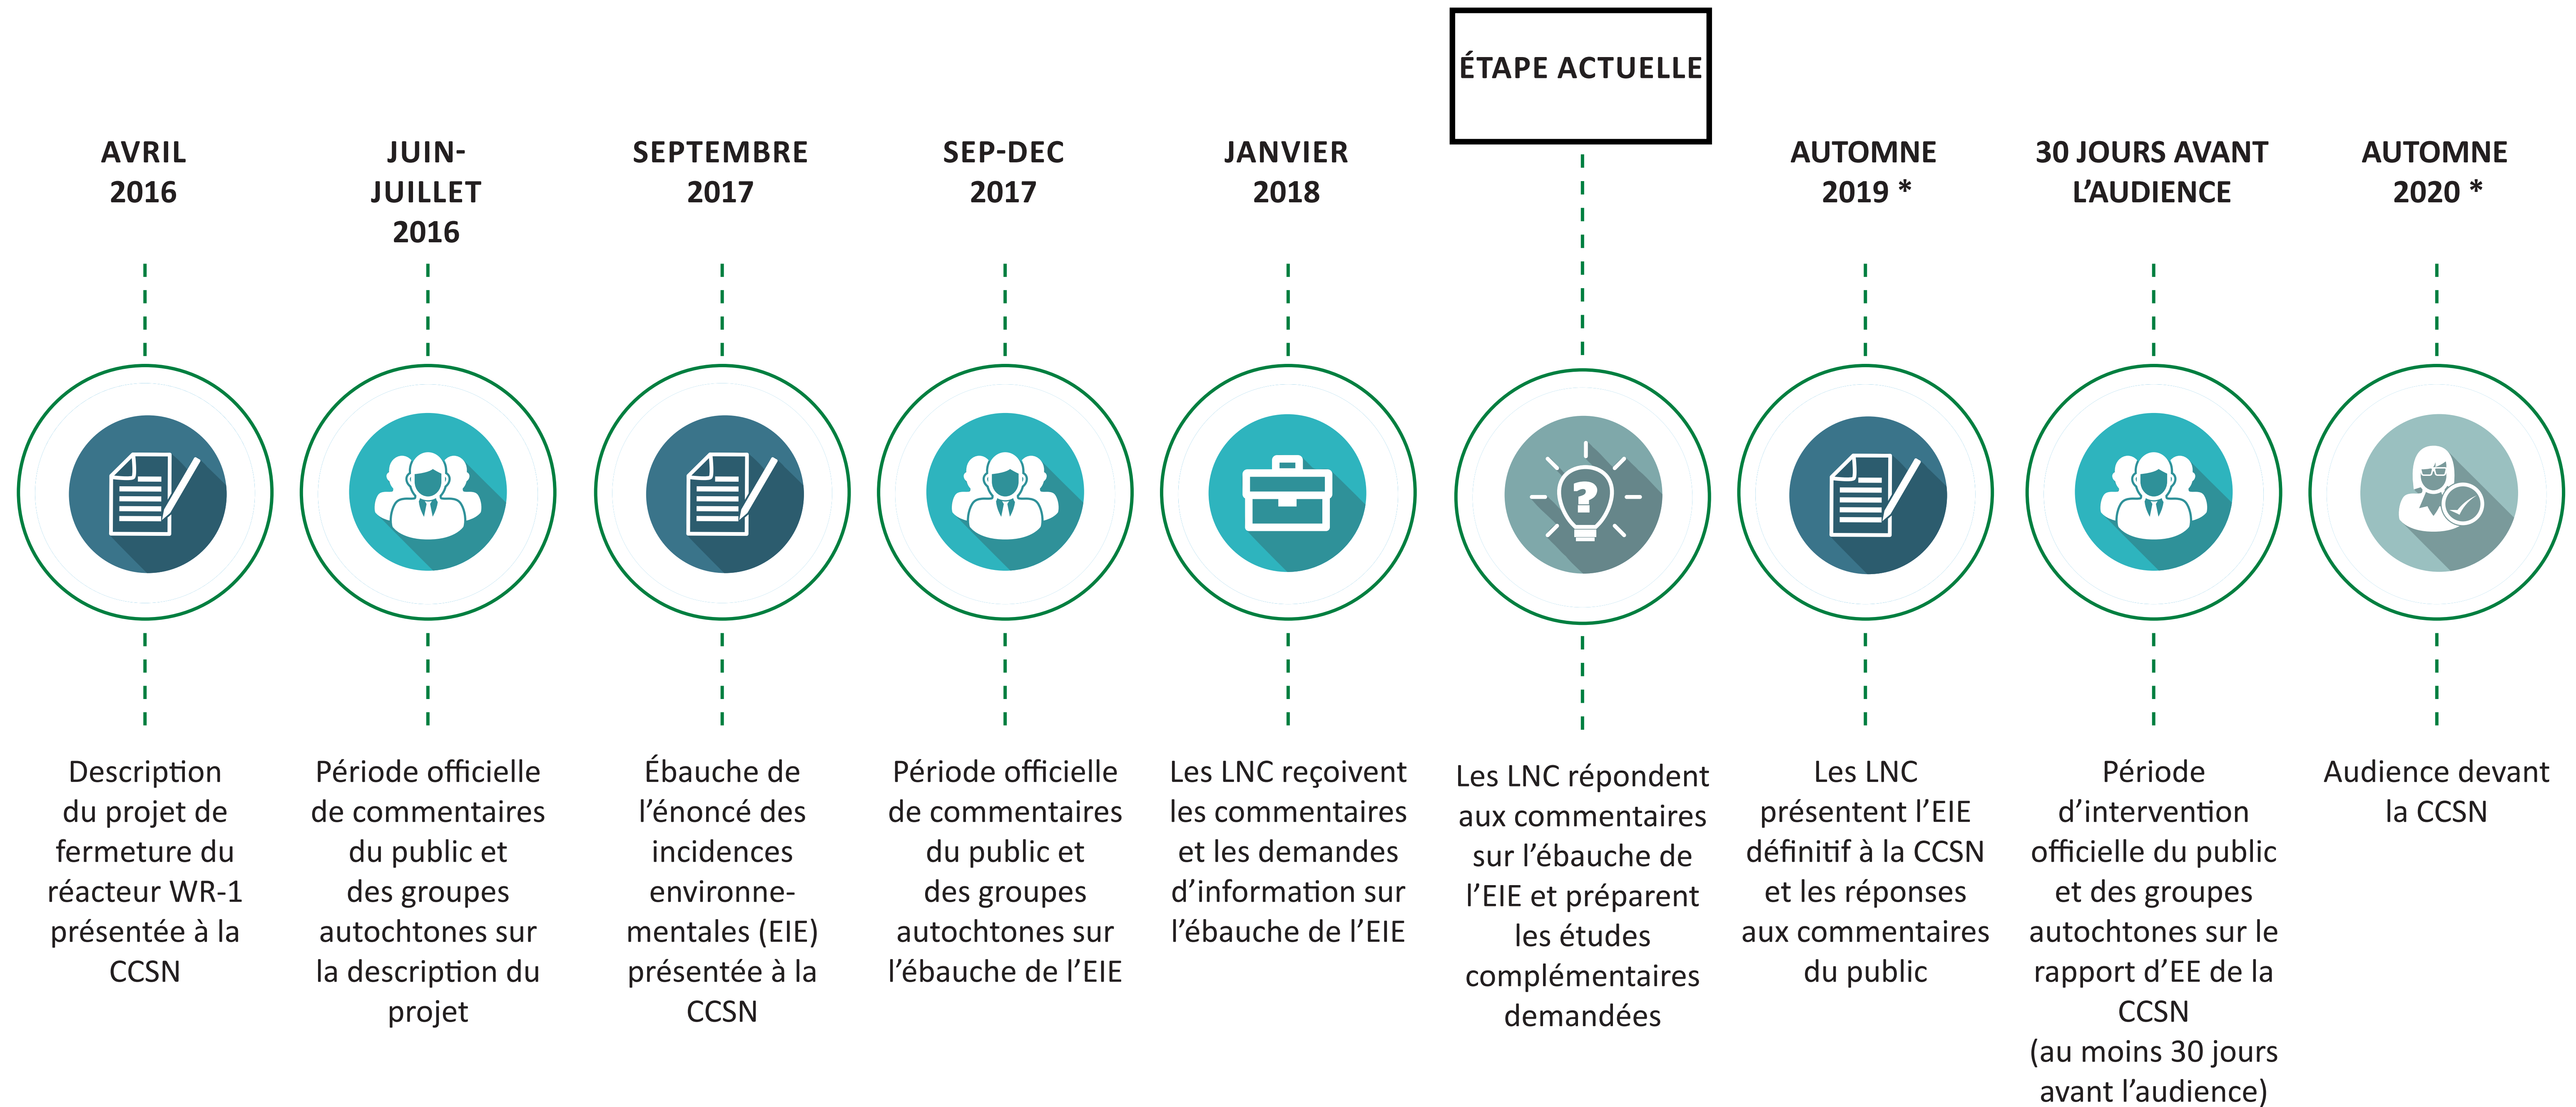 AVRIL
2016
Description
du projet de
fermeture du
réacteur WR-1
présentée à la
CCSN
JUIN-
JUILLET
2016
Période officielle
de commentaires
du public et
des groupes
autochtones sur
la description du
projet
SEPTEMBRE
2017
Ébauche de
l’énoncé des
incidences
environne-
mentales (EIE)
présentée à la
CCSN
SEP-DEC
2017
Période officielle
de commentaires
du public et
des groupes
autochtones sur
l’ébauche de l’EIE
JANVIER
2018
Les LNC reçoivent
les commentaires
et les demandes
d’information sur
l’ébauche de l’EIE
ÉTAPE ACTUELLE
?
Les LNC répondent
aux commentaires
sur l’ébauche de
l’EIE et préparent
les études
complémentaires
demandées
AUTOMNE
2019 *
Les LNC
présentent l’EIE
définitif à la CCSN
et les réponses
aux commentaires
du public
30 JOURS AVANT
L’AUDIENCE
Période
d’intervention
officielle du public
et des groupes
autochtones sur le
rapport d’EE de la
CCSN
(au moins 30 jours
avant l’audience)
AUTOMNE
2020 *
Audience devant
la CCSN